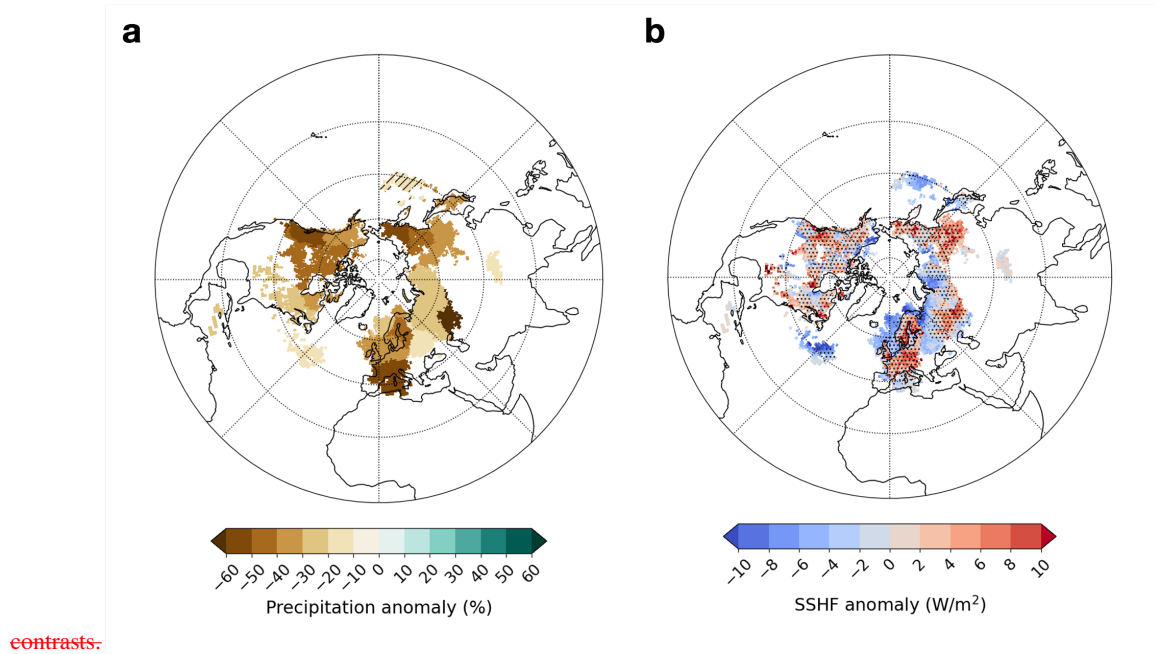 a b
−60 −50 −40 −30 −20 −10 0 10 20 30 40 50 60
Precipitation anomaly (%)
−10 −8 −6 −4 −2 0 2 4 6 8 10
SSHF anomaly (W/m²)
contrasts.